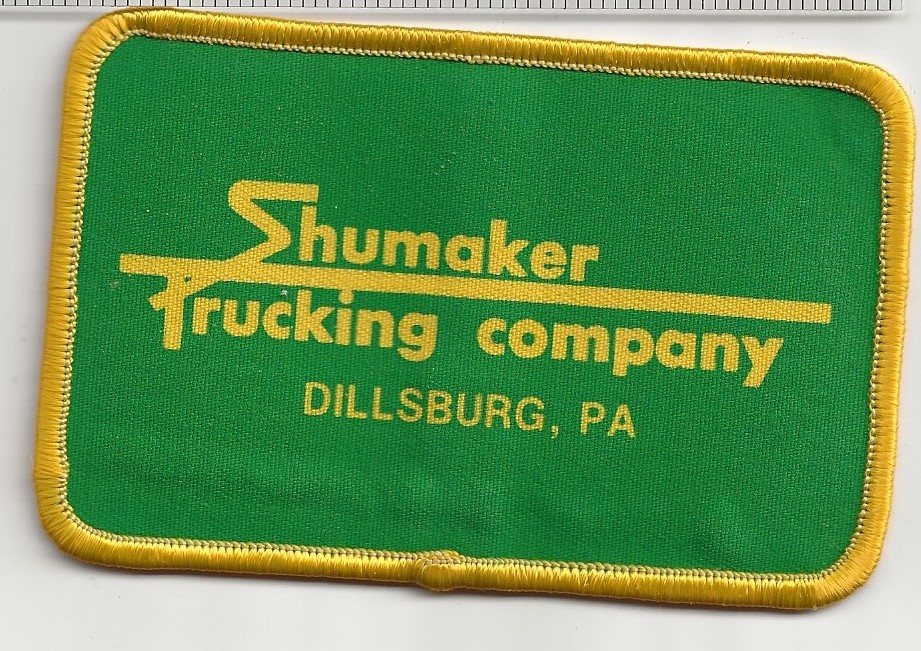 Shumaker
Trucking company
DILLSBURG, PA